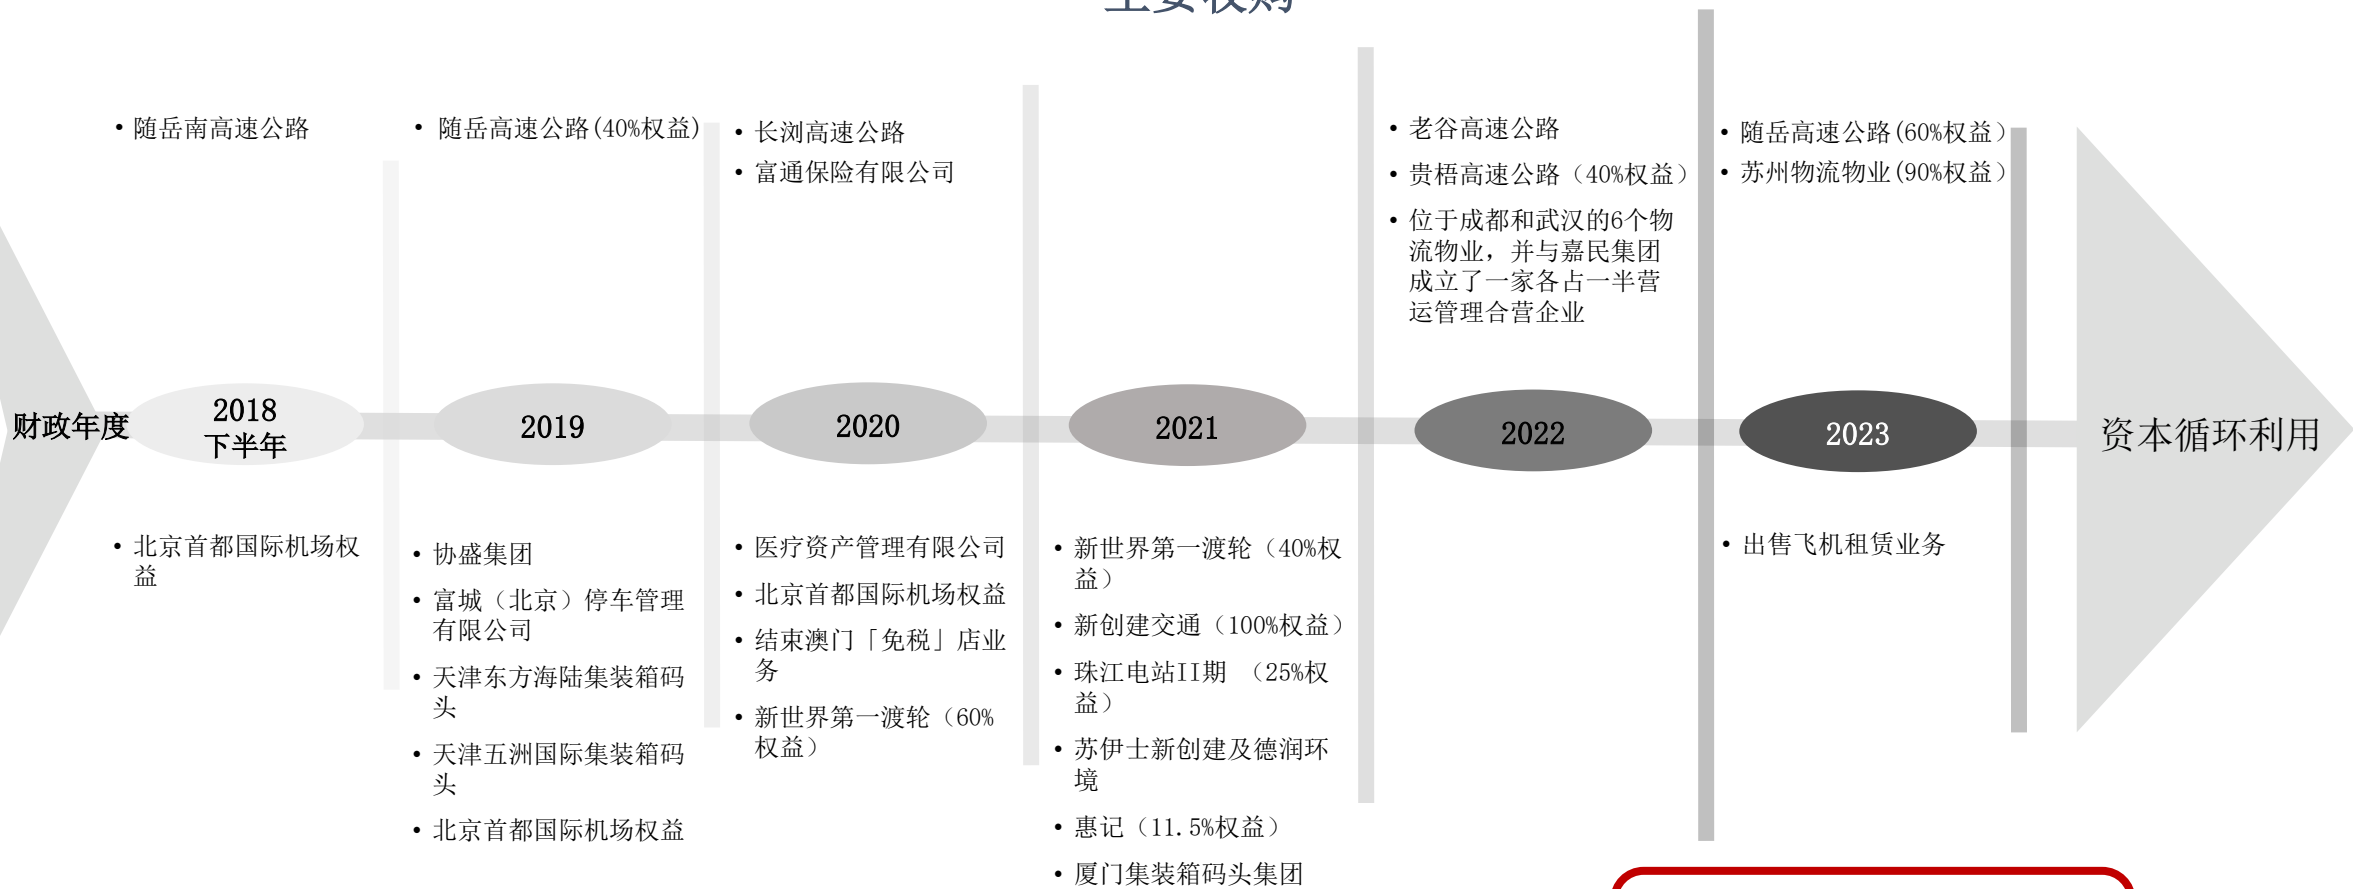 主要收购
• 随岳南高速公路
• 随岳高速公路(40%权益)
• 长浏高速公路
• 富通保险有限公司
• 老谷高速公路
• 贵梧高速公路（40%权益）
• 位于成都和武汉的6个物
流物业，并与嘉民集团
成立了一家各占一半营
运管理合营企业
• 随岳高速公路(60%权益）
• 苏州物流物业(90%权益）
财政年度
2018
下半年
2019
2020
2021
2022
2023
资本循环利用
• 北京首都国际机场权
益
• 协盛集团
• 富城（北京）停车管理
有限公司
• 天津东方海陆集装箱码
头
• 天津五洲国际集装箱码
头
• 北京首都国际机场权益
• 医疗资产管理有限公司
• 北京首都国际机场权益
• 结束澳门「免税」店业
务
• 新世界第一渡轮（60%
权益）
• 新世界第一渡轮（40%权
益）
• 新创建交通（100%权益）
• 珠江电站II期 （25%权
益）
• 苏伊士新创建及德润环
境
• 惠记（11.5%权益）
• 厦门集装箱码头集团
• 出售飞机租赁业务